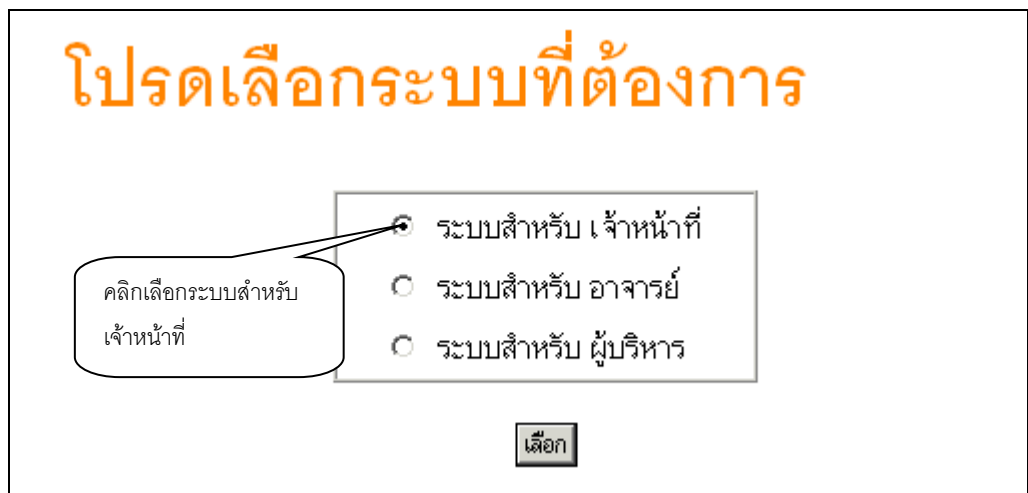 โปรดเลือกระบบที่ต้องการ
ระบบสำหรับ เจ้าหน้าที่
คลิกเลือกระบบสำหรับ
เจ้าหน้าที่
ระบบสำหรับ อาจารย์
ระบบสำหรับ ผู้บริหาร
เลือก